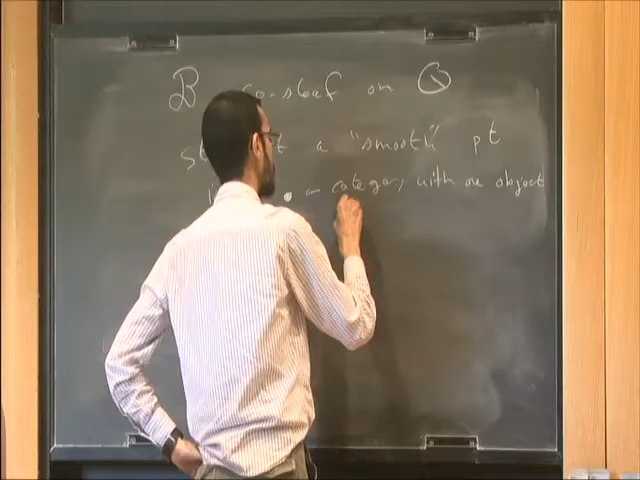 B co-sheaf on Q
a "smooth" pt
• - category with one object